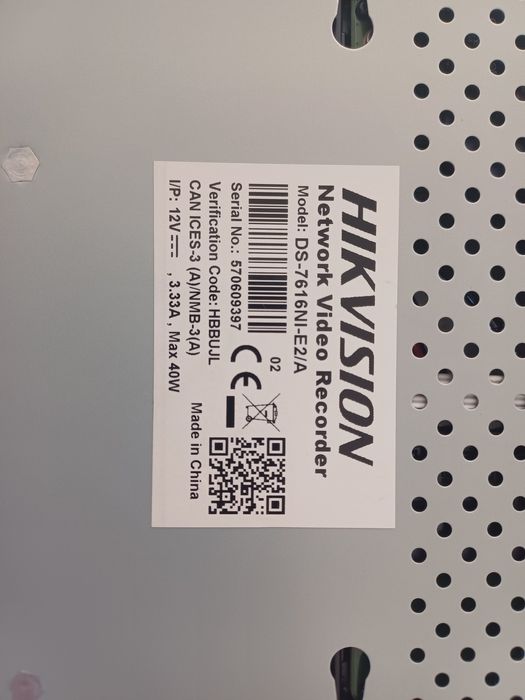 HIKVISION
Network Video Recorder
Model: DS-7616NI-E2/A
02
Serial No.: 570609397
Verification Code: HBBUJL
CAN ICES-3 (A)/NMB-3(A)
Made in China
I/P: 12V⎓ , 3.33A , Max 40W
CE